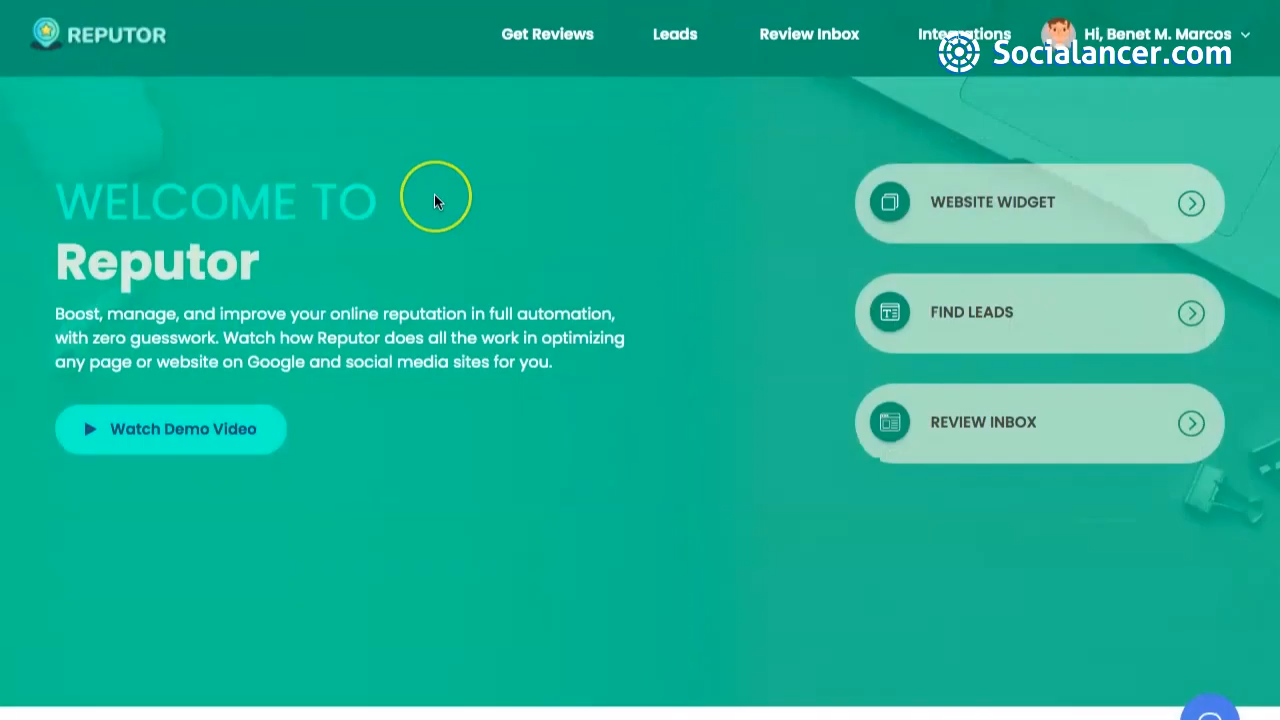 REPUTOR
Get Reviews
Leads
Review Inbox
Integrations
Hi, Benet M. Marcos
Socialancer.com
WELCOME TO
Reputor
Boost, manage, and improve your online reputation in full automation,
with zero guesswork. Watch how Reputor does all the work in optimizing
any page or website on Google and social media sites for you.
Watch Demo Video
WEBSITE WIDGET
FIND LEADS
REVIEW INBOX